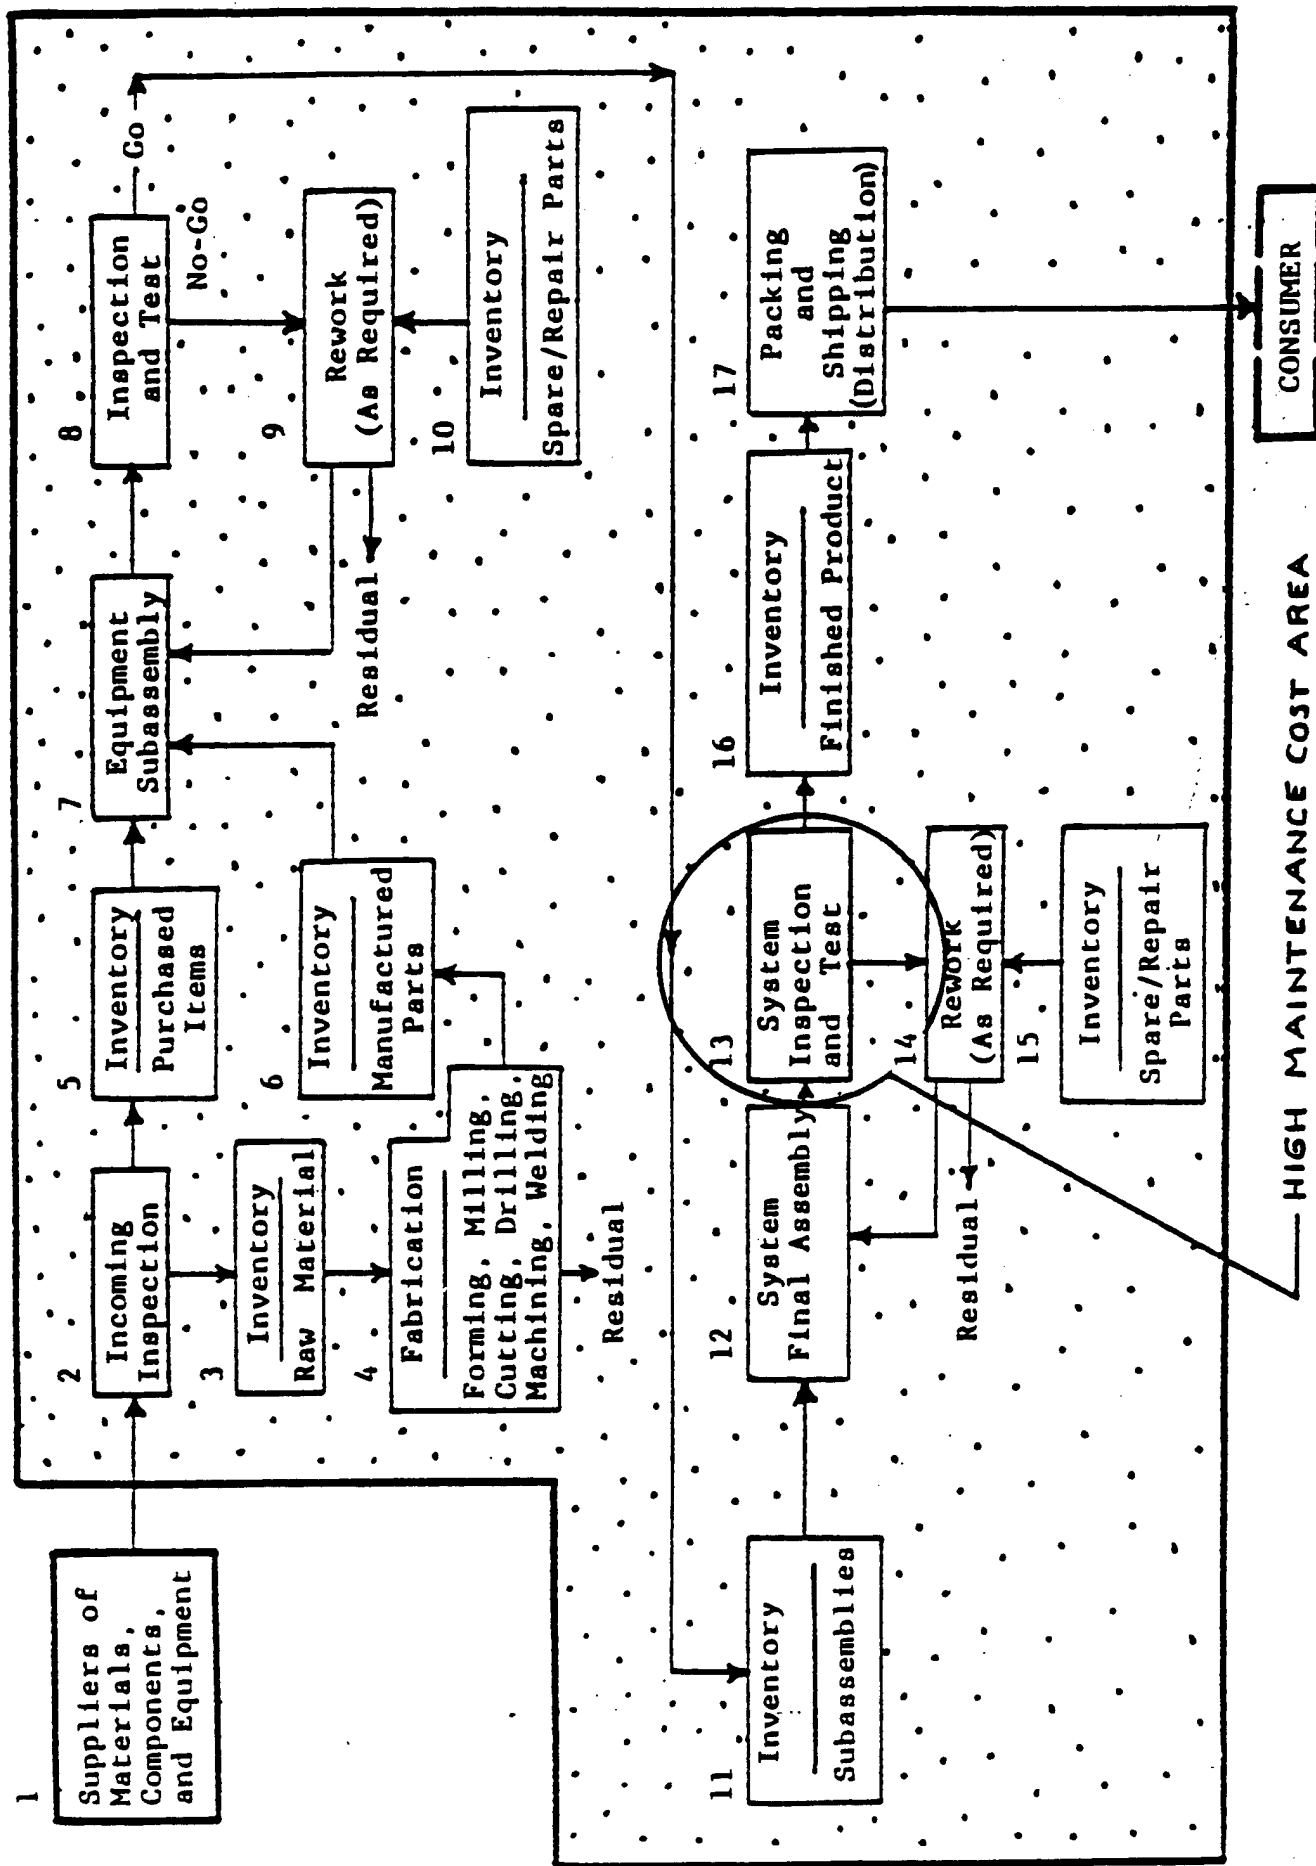 1
Suppliers of
Materials,
Components,
and Equipment
2
Incoming
Inspection
3
Inventory
Raw Material
4
Fabrication
Forming, Milling,
Cutting, Drilling,
Machining, Welding
Residual
5
Inventory
Purchased
Items
6
Inventory
Manufactured
Parts
7
Equipment
Subassembly
8
Inspection
and Test
Go
No-Go
9
Rework
(As Required)
Residual
10
Inventory
Spare/Repair Parts
11
Inventory
Subassemblies
12
System
Final Assembly
13
System
Inspection
and Test
14
Rework
(As Required)
Residual
15
Inventory
Spare/Repair
Parts
16
Inventory
Finished Product
17
Packing
and
Shipping
(Distribution)
CONSUMER
HIGH MAINTENANCE COST AREA